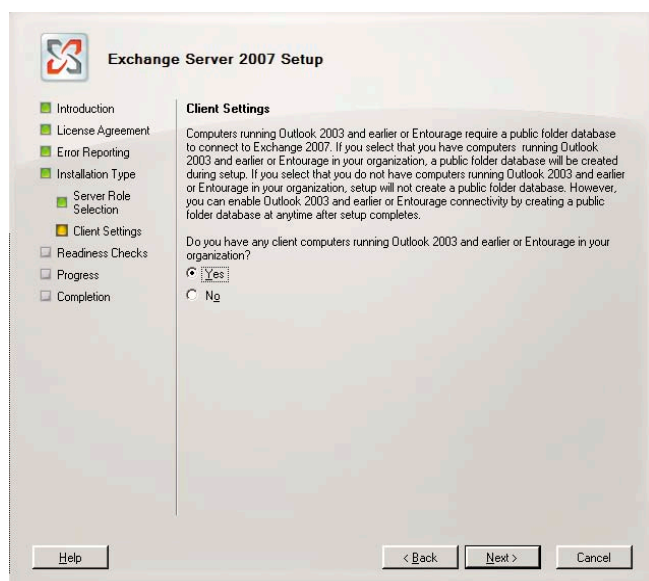 Exchange Server 2007 Setup
Introduction
License Agreement
Error Reporting
Installation Type
Server Role
Selection
Client Settings
Readiness Checks
Progress
Completion
Client Settings
Computers running Outlook 2003 and earlier or Entourage require a public folder database
to connect to Exchange 2007. If you select that you have computers running Outlook
2003 and earlier or Entourage in your organization, a public folder database will be created
during setup. If you select that you do not have computers running Outlook 2003 and earlier
or Entourage in your organization, setup will not create a public folder database. However,
you can enable Outlook 2003 and earlier or Entourage connectivity by creating a public
folder database at anytime after setup completes.
Do you have any client computers running Outlook 2003 and earlier or Entourage in your
organization?
Yes
No
Help
< Back
Next >
Cancel